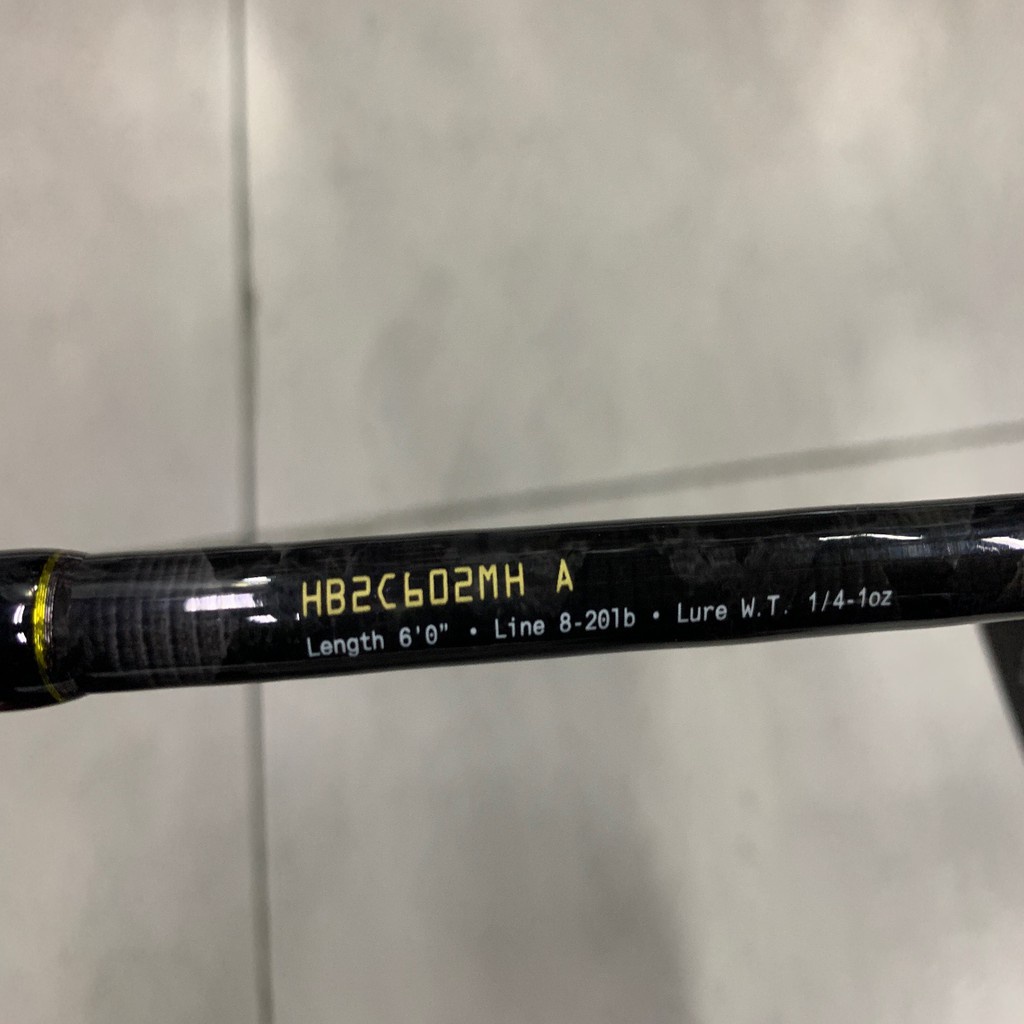 HB2C602MH A
Length 6'0" • Line 8-20lb • Lure W.T. 1/4-1oz